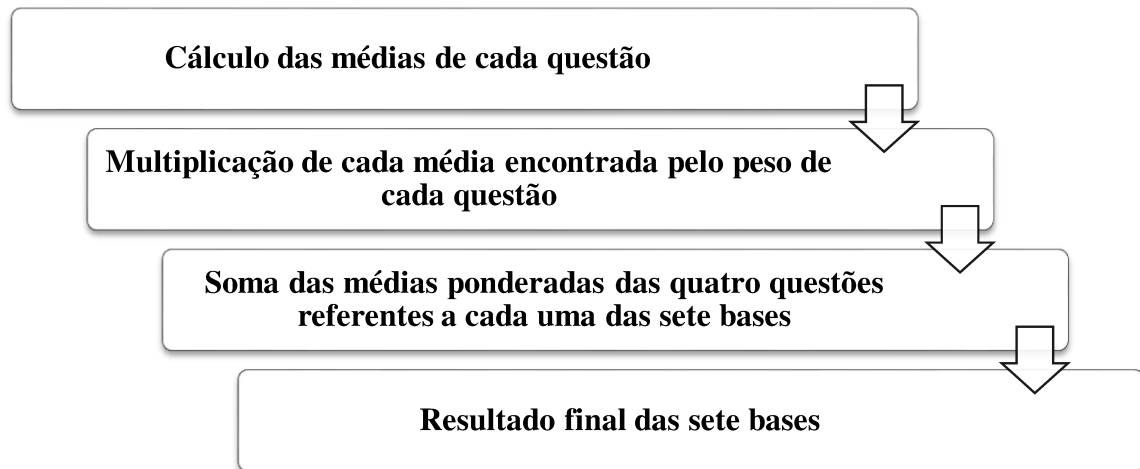 Cálculo das médias de cada questão
Multiplicação de cada média encontrada pelo peso de
cada questão
Soma das médias ponderadas das quatro questões
referentes a cada uma das sete bases
Resultado final das sete bases